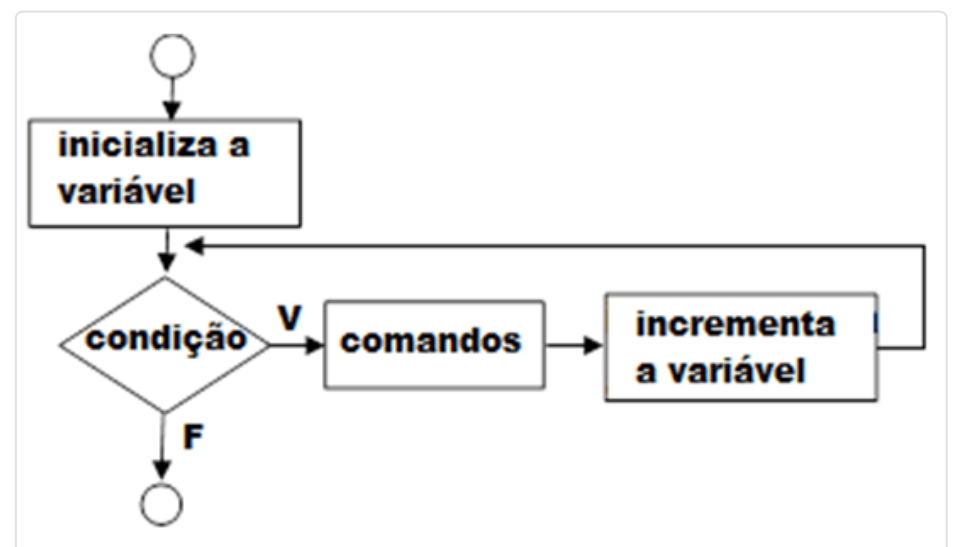 inicializa a
variável
condição
V
comandos
incrementa
a variável
F